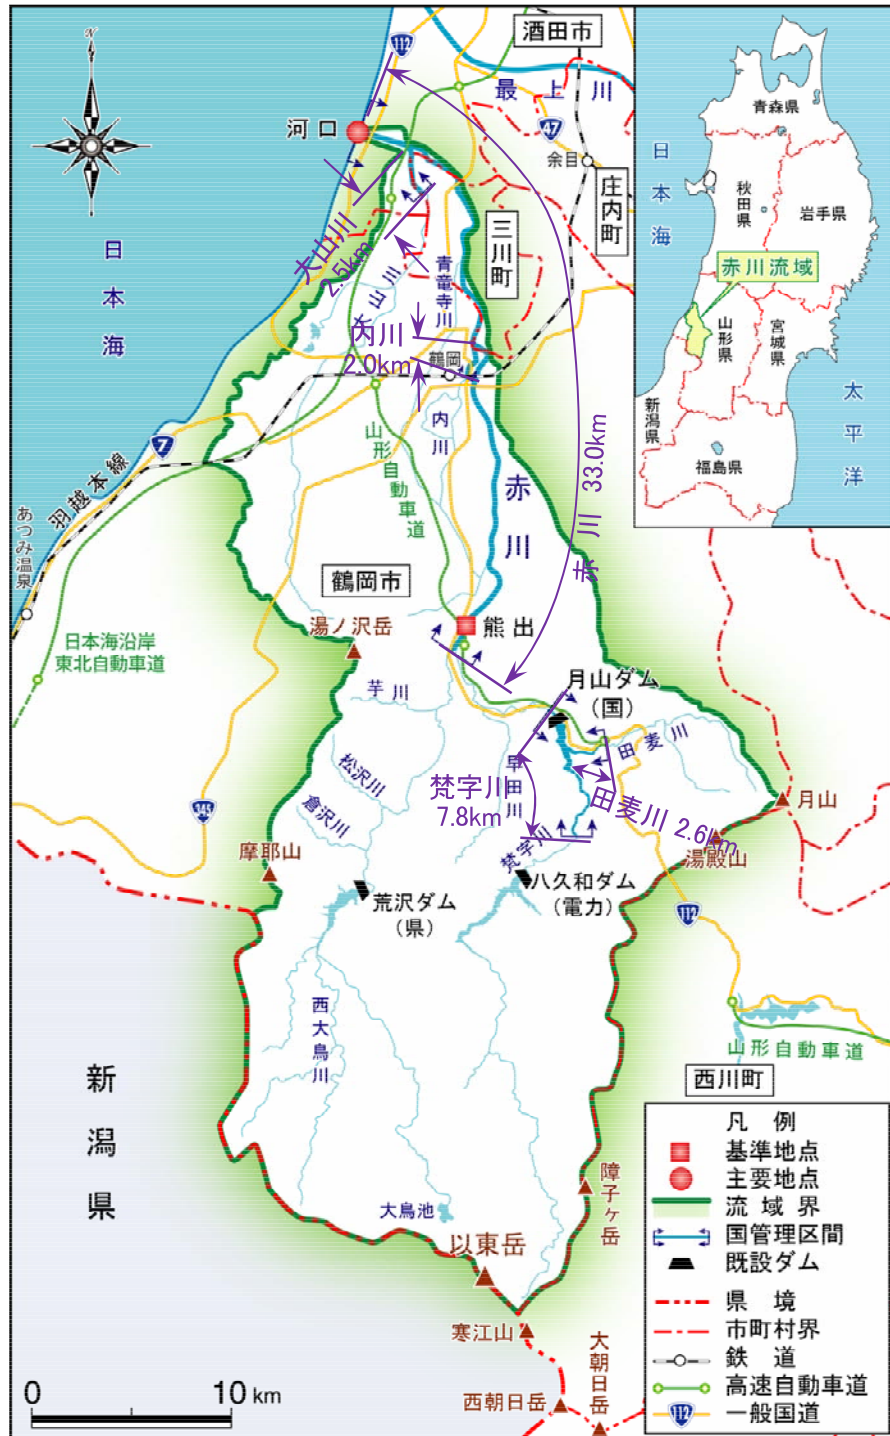 N
112
酒田市
最上川
47
余目
河口
庄内町
三川町
日本海
大山川
2.5km
大山川
青竜寺川
内川
2.0km
鶴岡
内川
山形自動車道
7
羽越本線
あつみ温泉
赤川
赤川 33.0km
鶴岡市
熊出
湯ノ沢岳
日本海沿岸
東北自動車道
月山ダム
(国)
芋川
田麦川
早田川
松沢川
倉沢川
345
梵字川
7.8km
田麦川 2.6km
月山
湯殿山
梵字川
摩耶山
荒沢ダム
(県)
八久和ダム
(電力)
112
西大鳥川
山形自動車道
西川町
新潟県
大鳥池
障子ヶ岳
以東岳
寒江山
大朝日岳
西朝日岳
0 10 km
青森県
日本海
秋田県
岩手県
赤川流域
山形県
宮城県
新潟県
福島県
太平洋
凡例
基準地点
主要地点
流域界
国管理区間
既設ダム
県境
市町村界
鉄道
高速自動車道
112
一般国道